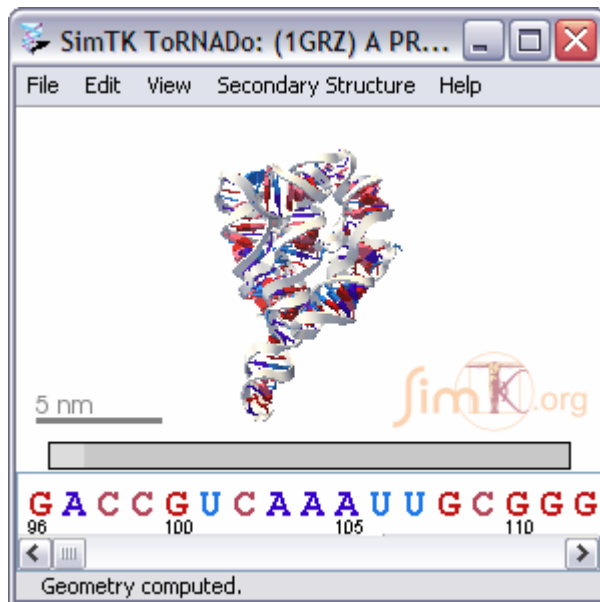 SimTK ToRNADo: (1GRZ) A PR...
File Edit View Secondary Structure Help
5 nm
SimTK.org
G A C C G U C A A A U U G C G G G
96 100 105 110
Geometry computed.